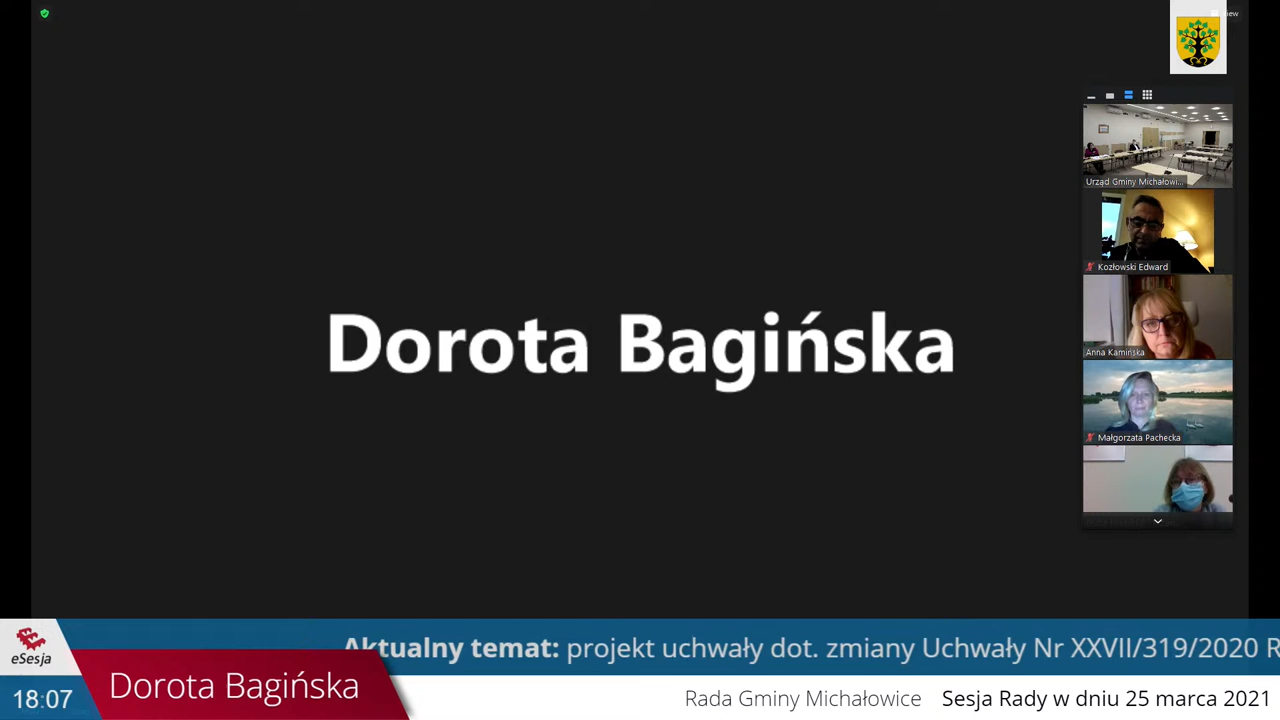 View
Urząd Gminy Michałowi...
Kozłowski Edward
Anna Kamińska
Małgorzata Pachecka
Dorota Bagińska
Aktualny temat: projekt uchwały dot. zmiany Uchwały Nr XXVII/319/2020 R
eSesja
Dorota Bagińska
18:07
Rada Gminy Michałowice Sesja Rady w dniu 25 marca 2021